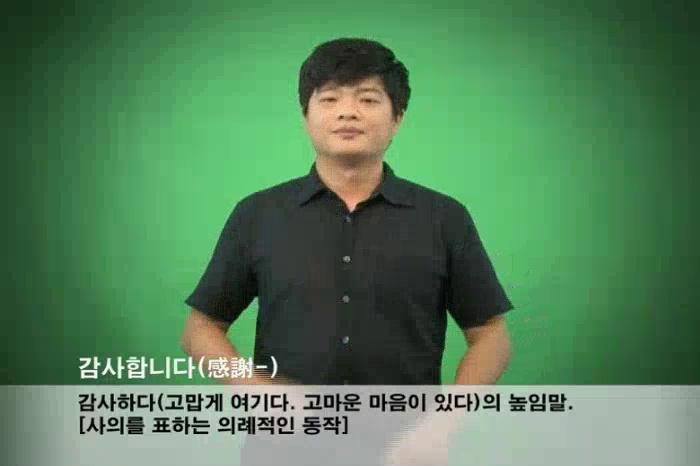 감사합니다(感謝-)
감사하다(고맙게 여기다. 고마운 마음이 있다)의 높임말.
[사의를 표하는 의례적인 동작]